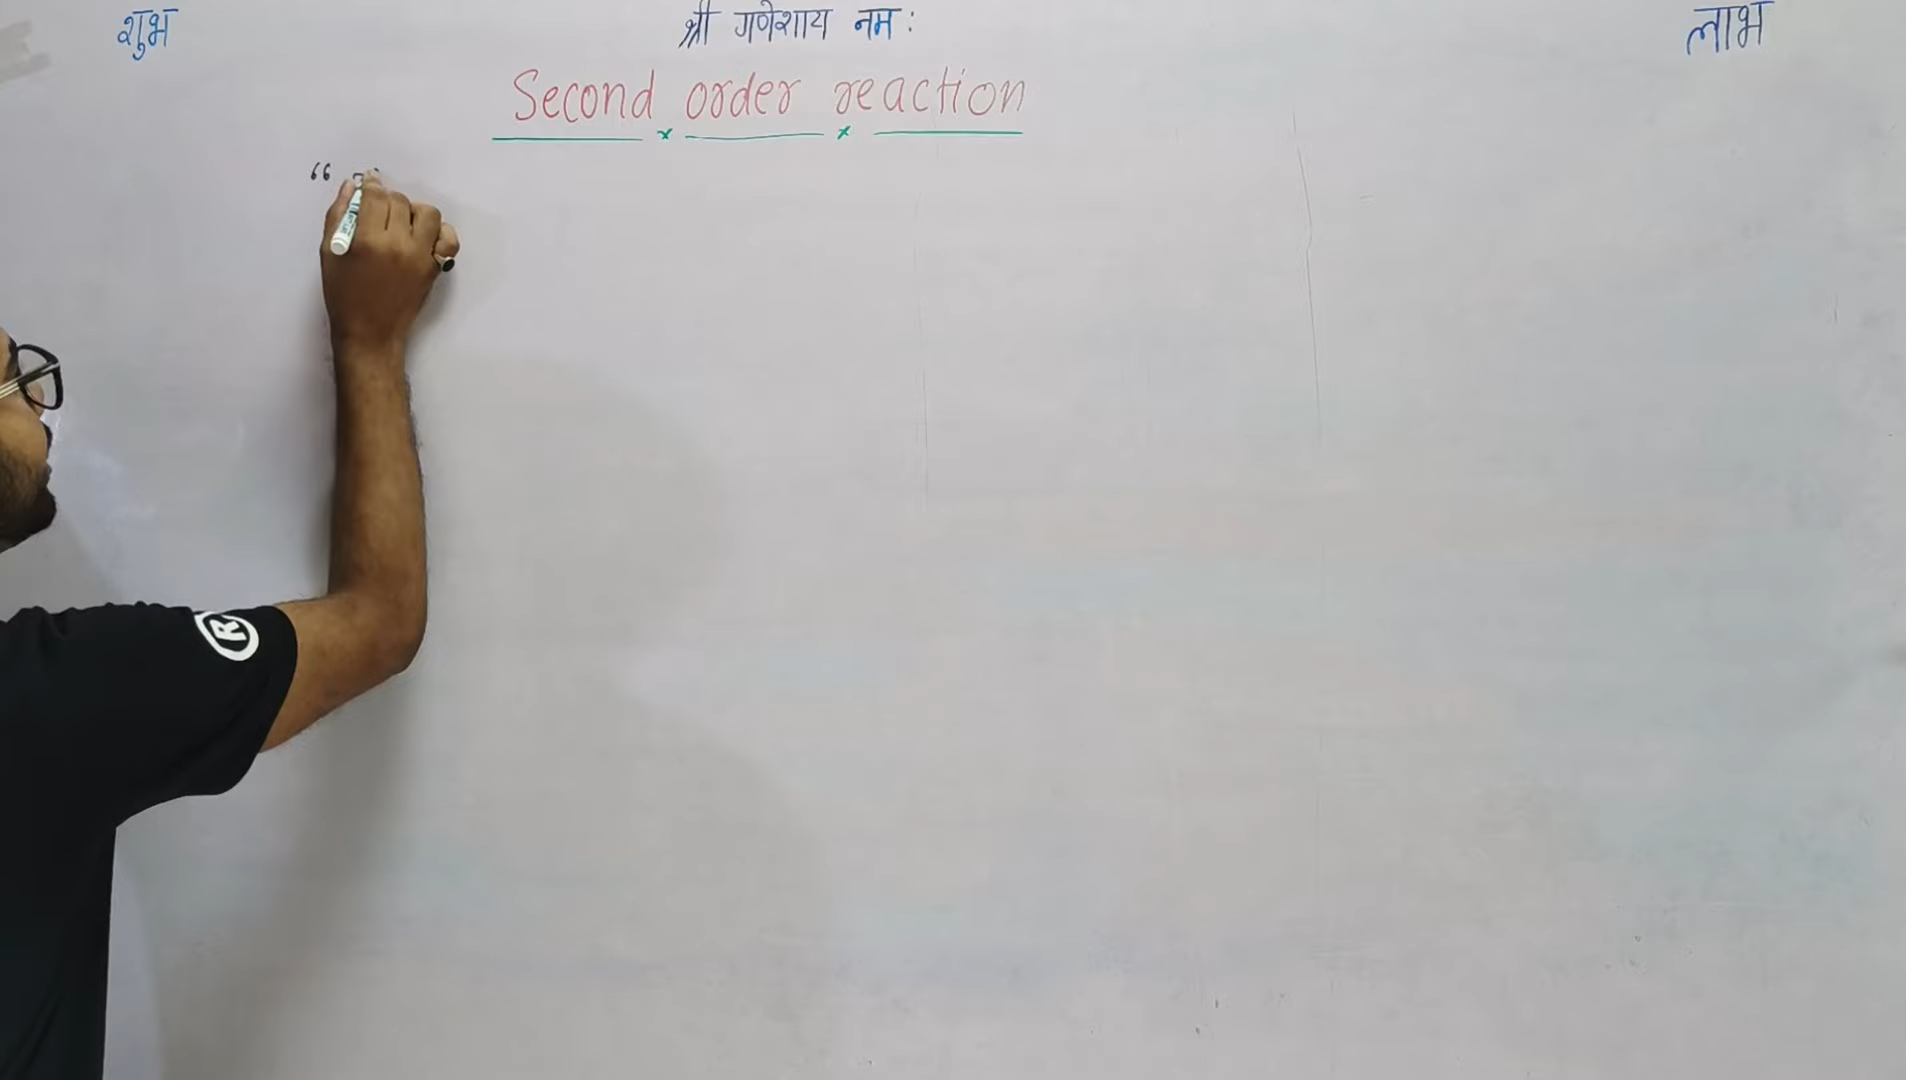 शुभ श्री गणेशाय नम: लाभ
Second order reaction
“
R